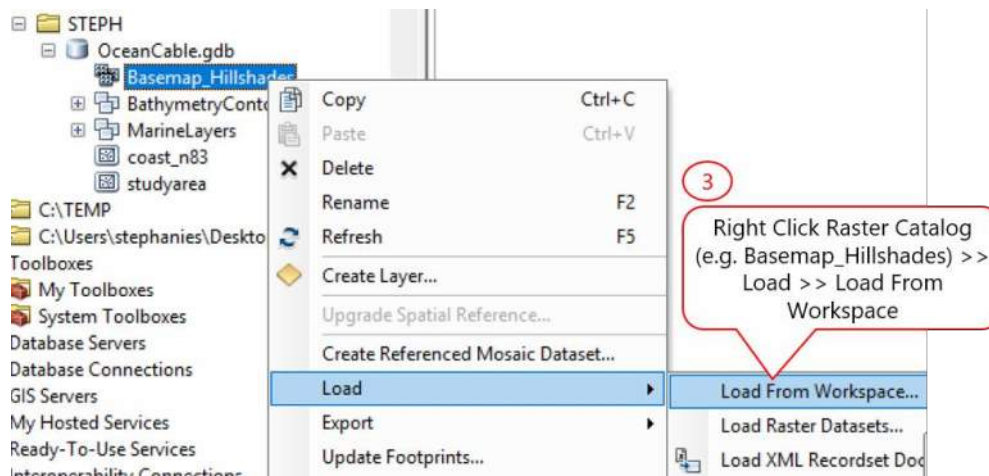 STEPH
OceanCable.gdb
Basemap_Hillshades
BathymetryConto
MarineLayers
coast_n83
studyarea
C:\TEMP
C:\Users\stephanies\Deskto
Toolboxes
My Toolboxes
System Toolboxes
Database Servers
Database Connections
GIS Servers
My Hosted Services
Ready-To-Use Services
Interoperability Connections
Copy Ctrl+C
Paste Ctrl+V
Delete
Rename F2
Refresh F5
Create Layer...
Upgrade Spatial Reference...
Create Referenced Mosaic Dataset...
Load
Export
Update Footprints...
Load From Workspace...
Load Raster Datasets...
Load XML Recordset Doc
3
Right Click Raster Catalog
(e.g. Basemap_Hillshades) >>
Load >> Load From
Workspace